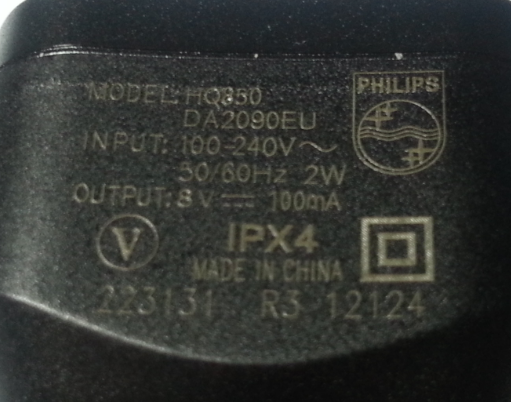 MODEL: HQ850
DA2090EU
PHILIPS
INPUT: 100-240V~
50/60Hz 2W
OUTPUT: 8V⎓ 100mA
V
IPX4
MADE IN CHINA
223131 R3 12124